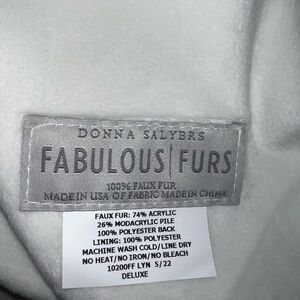 DONNA SALYERS
FABULOUS FURS
100% FAUX FUR
MADE IN USA OF FABRIC MADE IN CHINA
FAUX FUR: 74% ACRYLIC
26% MODACRYLIC PILE
100% POLYESTER BACK
LINING: 100% POLYESTER
MACHINE WASH COLD/LINE DRY
NO HEAT/NO IRON/NO BLEACH
10200FF LYN 5/22
DELUXE